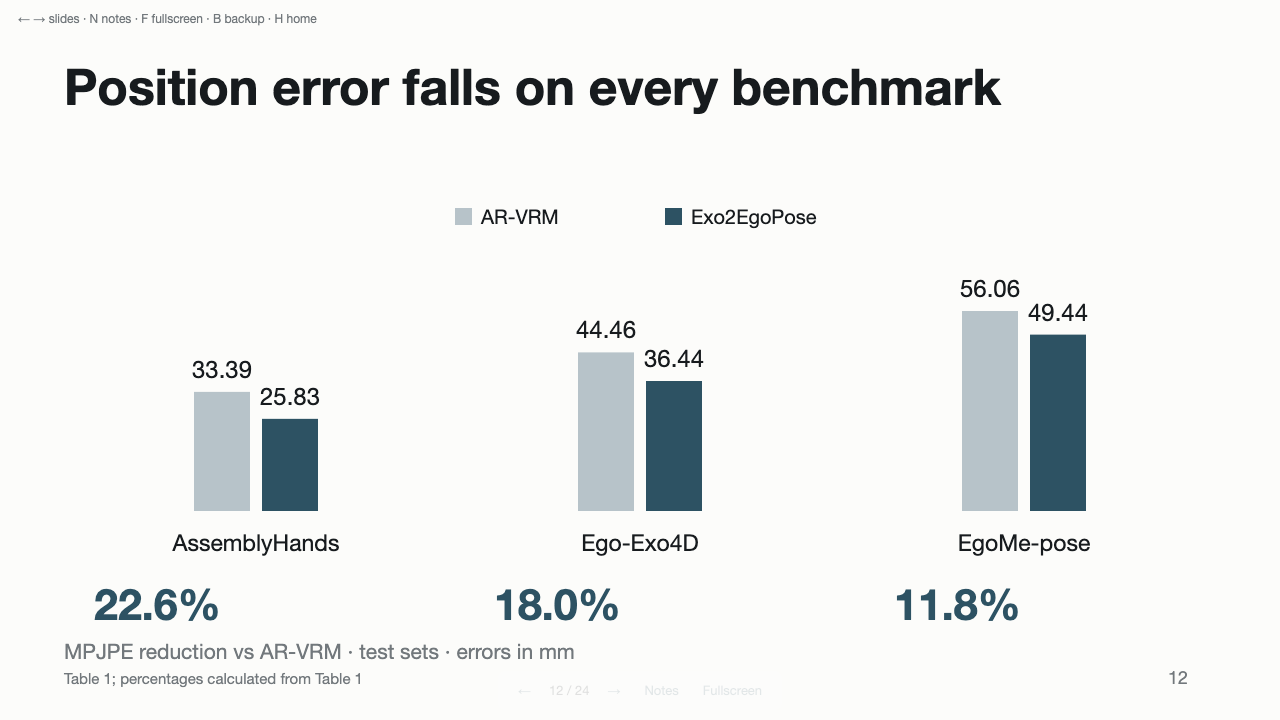 ←→ slides · N notes · F fullscreen · B backup · H home
Position error falls on every benchmark
AR-VRM
Exo2EgoPose
33.39
25.83
44.46
36.44
56.06
49.44
AssemblyHands
Ego-Exo4D
EgoMe-pose
22.6%
18.0%
11.8%
MPJPE reduction vs AR-VRM · test sets · errors in mm
Table 1; percentages calculated from Table 1
← 12 / 24 → Notes Fullscreen
12